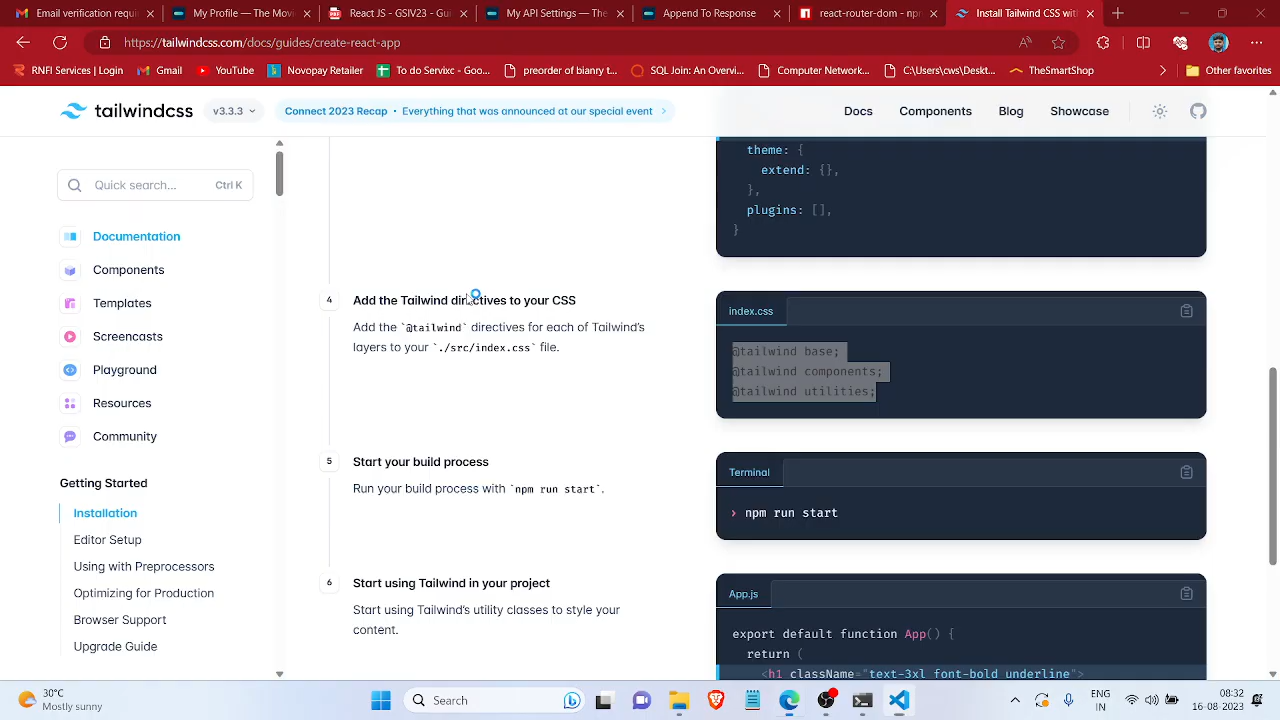 Email verification requir
My Profile — The Mov
React JS - GSIV23 - Gui
My API Settings — The
Append To Response
react-router-dom - npm
Install Tailwind CSS with
https://tailwindcss.com/docs/guides/create-react-app
RNFI Services | Login
Gmail
YouTube
Novopay Retailer
To do Servixc - Goo...
preorder of bianry t...
SQL Join: An Overvi...
Computer Network...
C:\Users\cws\Deskt...
TheSmartShop
Other favorites
tailwindcss
v3.3.3
Connect 2023 Recap · Everything that was announced at our special event
Docs
Components
Blog
Showcase
Quick search...
Ctrl K
Documentation
Components
Templates
Screencasts
Playground
Resources
Community
Getting Started
Installation
Editor Setup
Using with Preprocessors
Optimizing for Production
Browser Support
Upgrade Guide
theme: {
extend: {},
},
plugins: [],
}
4
Add the Tailwind directives to your CSS
Add the `@tailwind` directives for each of Tailwind's
layers to your `./src/index.css` file.
index.css
@tailwind base;
@tailwind components;
@tailwind utilities;
5
Start your build process
Run your build process with `npm run start`.
Terminal
› npm run start
6
Start using Tailwind in your project
Start using Tailwind's utility classes to style your
content.
App.js
export default function App() {
return (
<h1 className="text-3xl font-bold underline">
30°C
Mostly sunny
Search
ENG
IN
08:32
16-08-2023